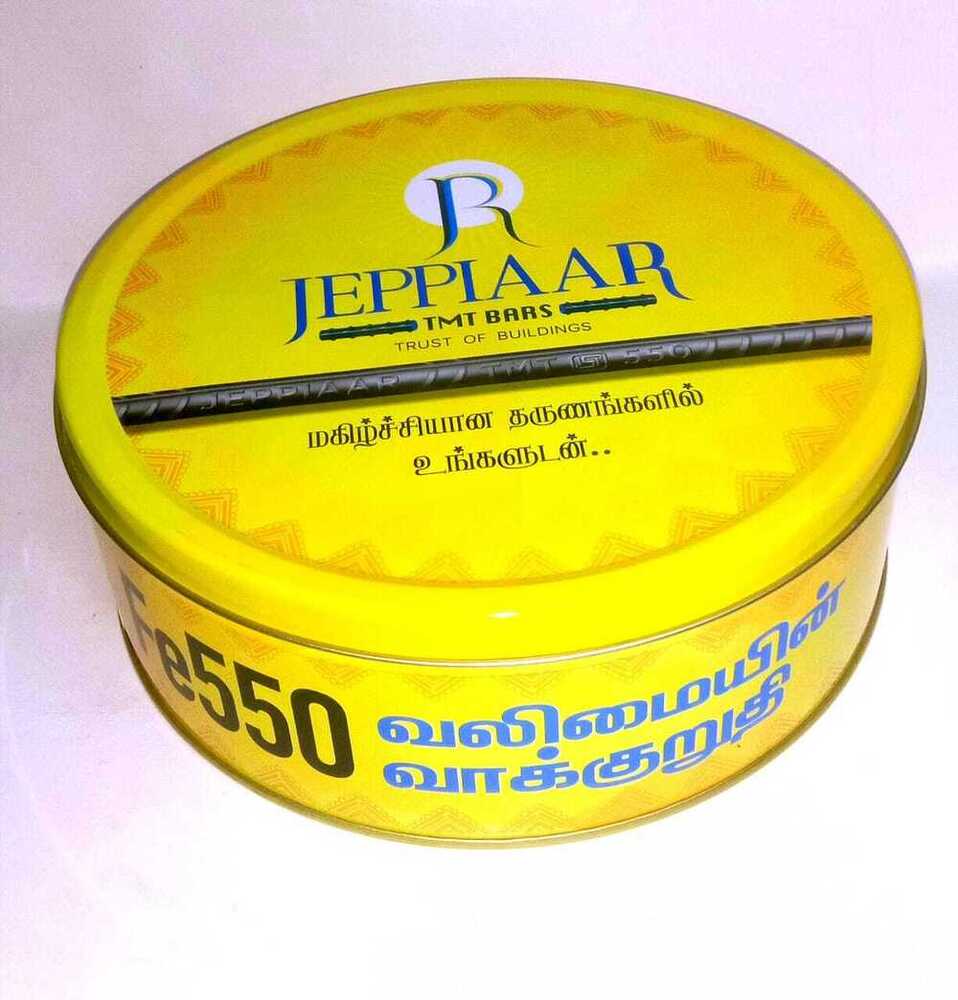 JR
JEPPIAAR
TMT BARS
TRUST OF BUILDINGS
JEPPIAAR TMT 550
மகிழ்ச்சியான தருணங்களில்
உங்களுடன்..
Fe550
வலிமையின்
வாக்குறுதி